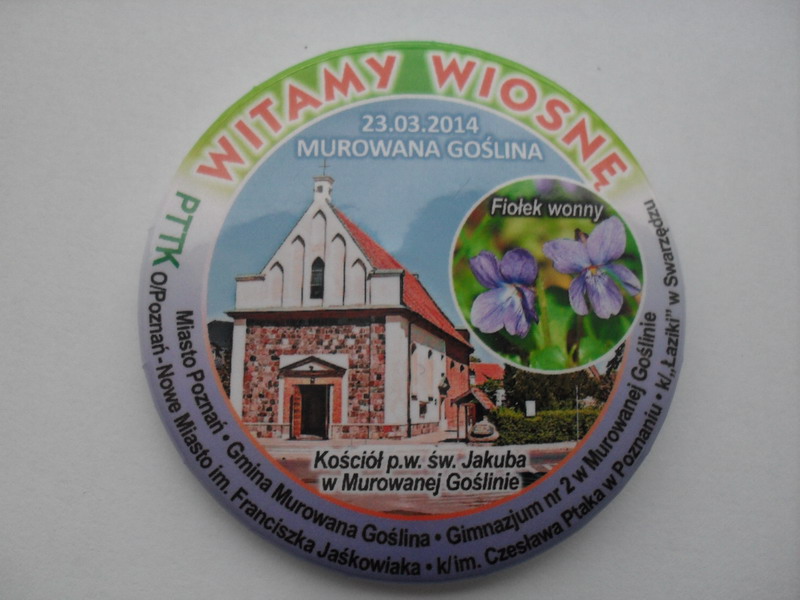 WITAMY WIOSNĘ
23.03.2014
MUROWANA GOŚLINA
Fiołek wonny
Kościół p.w. św. Jakuba
w Murowanej Goślinie
Miasto Poznań • Gmina Murowana Goślina • Gimnazjum nr 2 w Murowanej Goślinie
PTTK O/Poznań-Nowe Miasto im. Franciszka Jaśkowiaka • k/im. Czesława Ptaka w Poznaniu • k/„Łaziki" w Swarzędzu